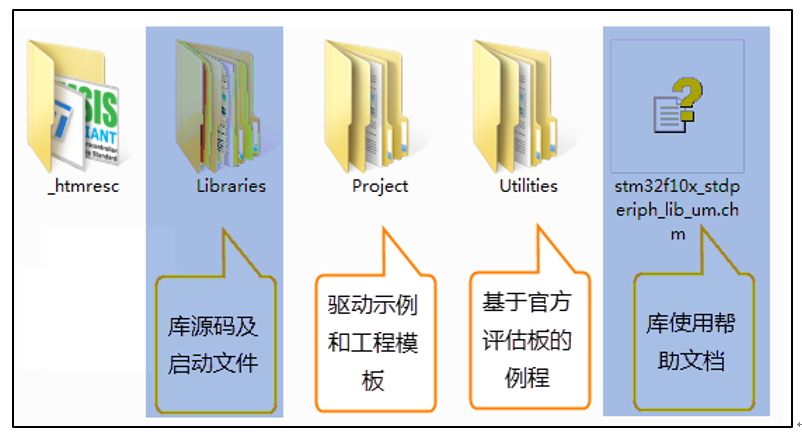 _htmresc
Libraries
Project
Utilities
stm32f10x_stdp
eriph_lib_um.ch
m
库源码及
启动文件
驱动示例
和工程模
板
基于官方
评估板的
例程
库使用帮
助文档